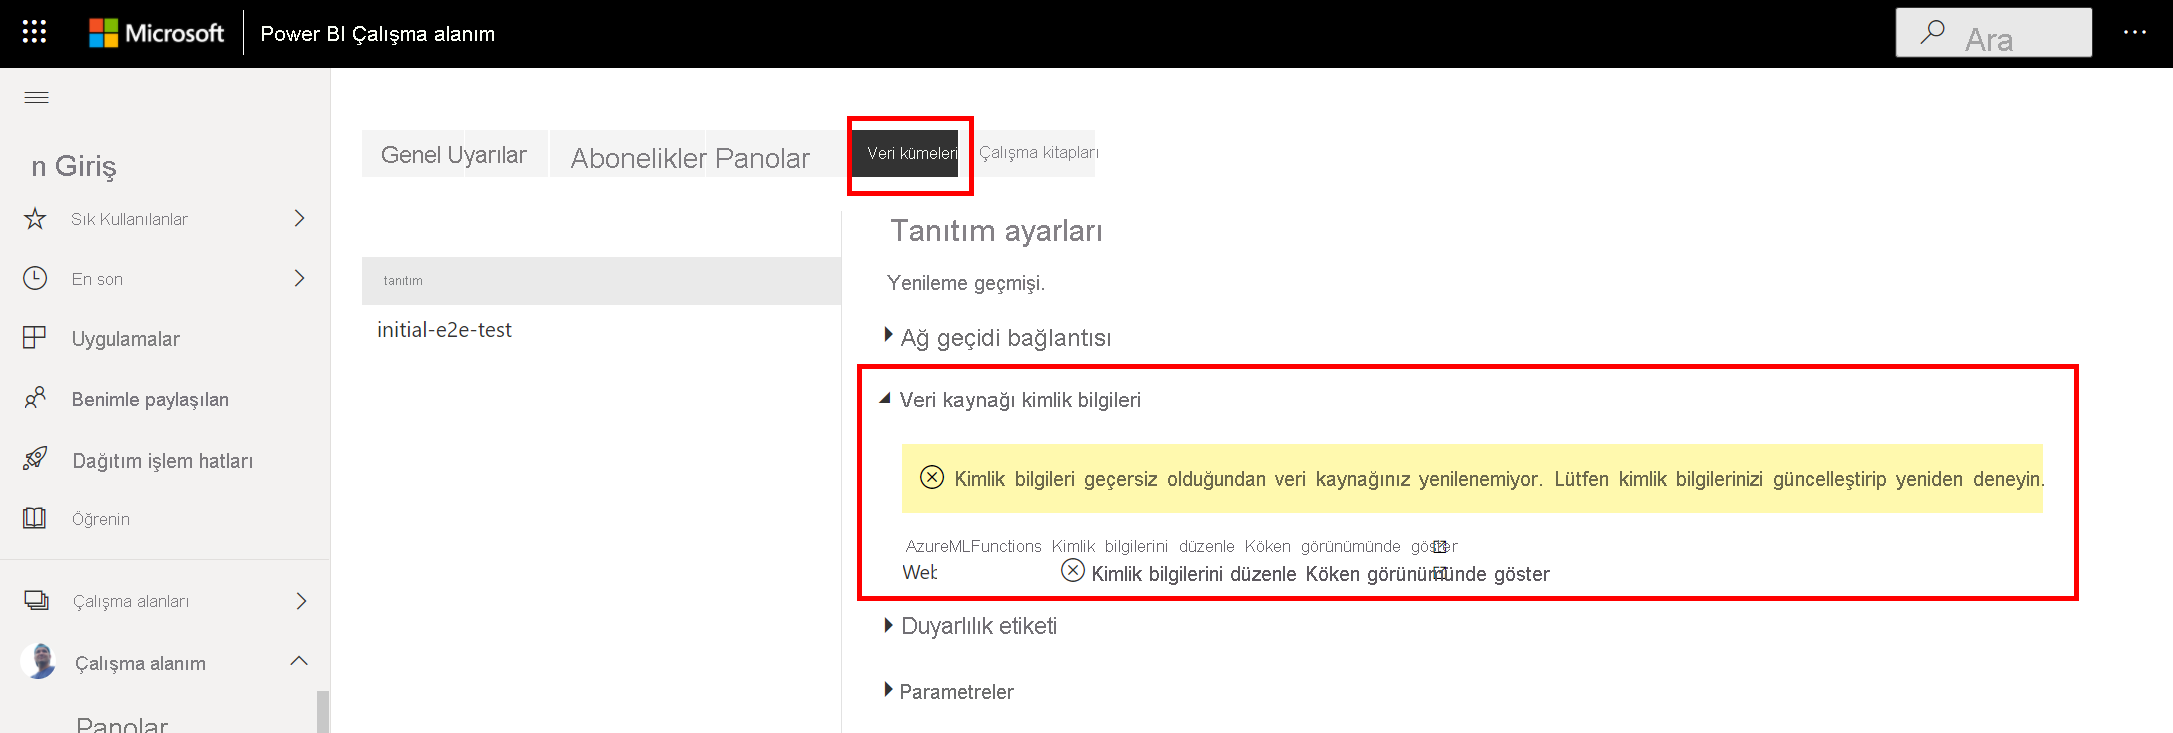 Microsoft Power BI Çalışma alanım Ara
n Giriş
Sık Kullanılanlar
En son
Uygulamalar
Benimle paylaşılan
Dağıtım işlem hatları
Öğrenin
Çalışma alanları
Çalışma alanım
Panolar
Genel Uyarılar Abonelikler Panolar Veri kümeleri Çalışma kitapları
tanıtım
initial-e2e-test
Tanıtım ayarları
Yenileme geçmişi.
Ağ geçidi bağlantısı
Veri kaynağı kimlik bilgileri
Kimlik bilgileri geçersiz olduğundan veri kaynağınız yenilenemiyor. Lütfen kimlik bilgilerinizi güncelleştirip yeniden deneyin.
AzureMLFunctions Kimlik bilgilerini düzenle Köken görünümünde göster
Web Kimlik bilgilerini düzenle Köken görünümünde göster
Duyarlılık etiketi
Parametreler